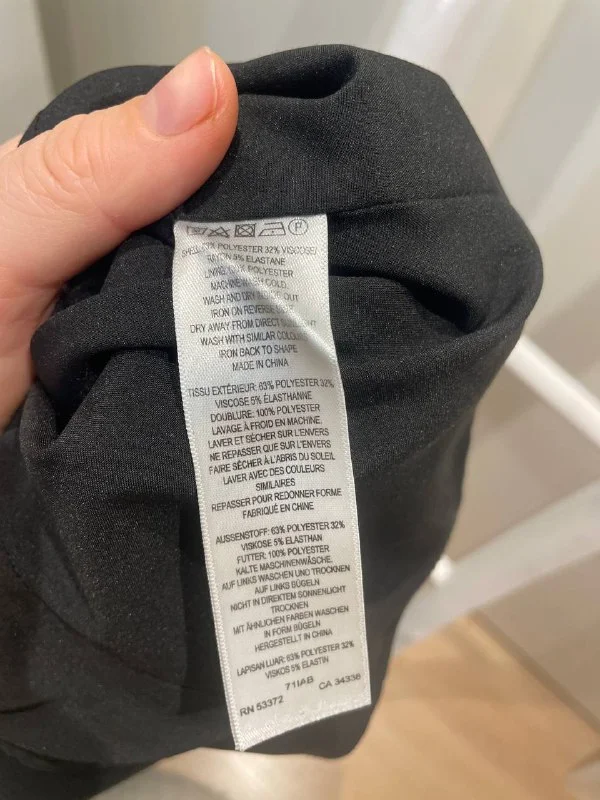 P
SHELL: 63% POLYESTER 32% VISCOSE/
RAYON 5% ELASTANE
LINING: 100% POLYESTER
MACHINE WASH COLD,
WASH AND DRY INSIDE OUT
IRON ON REVERSE SIDE
DRY AWAY FROM DIRECT SUNLIGHT
WASH WITH SIMILAR COLOURS
IRON BACK TO SHAPE
MADE IN CHINA
TISSU EXTÉRIEUR: 63% POLYESTER 32%
VISCOSE 5% ÉLASTHANNE
DOUBLURE: 100% POLYESTER
LAVAGE À FROID EN MACHINE,
LAVER ET SÉCHER SUR L'ENVERS
NE REPASSER QUE SUR L'ENVERS
FAIRE SÉCHER À L'ABRIS DU SOLEIL
LAVER AVEC DES COULEURS
SIMILAIRES
REPASSER POUR REDONNER FORME
FABRIQUÉ EN CHINE
AUSSENSTOFF: 63% POLYESTER 32%
VISKOSE 5% ELASTHAN
FUTTER: 100% POLYESTER
KALTE MASCHINENWÄSCHE,
AUF LINKS WASCHEN UND TROCKNEN
AUF LINKS BÜGELN
NICHT IN DIREKTEM SONNENLICHT
TROCKNEN
MIT ÄHNLICHEN FARBEN WASCHEN
IN FORM BÜGELN
HERGESTELLT IN CHINA
LAPISAN LUAR: 63% POLYESTER 32%
VISKOS 5% ELASTIN
71IAB
RN 53372 CA 34338